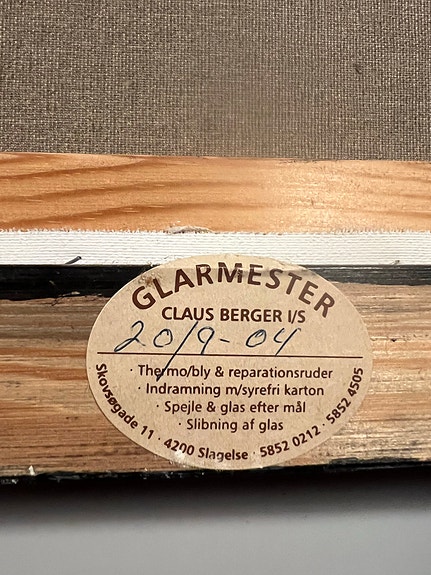 GLARMESTER
CLAUS BERGER I/S
20/9-04
· Thermo/bly & reparationsruder
· Indramning m/syrefri karton
· Spejle & glas efter mål
· Slibning af glas
Skovsøgade 11 · 4200 Slagelse · 5852 0212 · 5852 4505